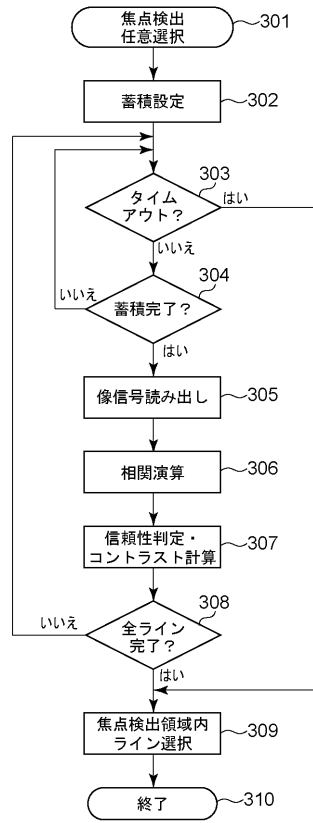 焦点検出
任意選択
301
蓄積設定
302
303
タイム
アウト？
はい
いいえ
304
蓄積完了？
いいえ
はい
像信号読み出し
305
相関演算
306
信頼性判定・
コントラスト計算
307
308
全ライン
完了？
いいえ
はい
焦点検出領域内
ライン選択
309
終了
310